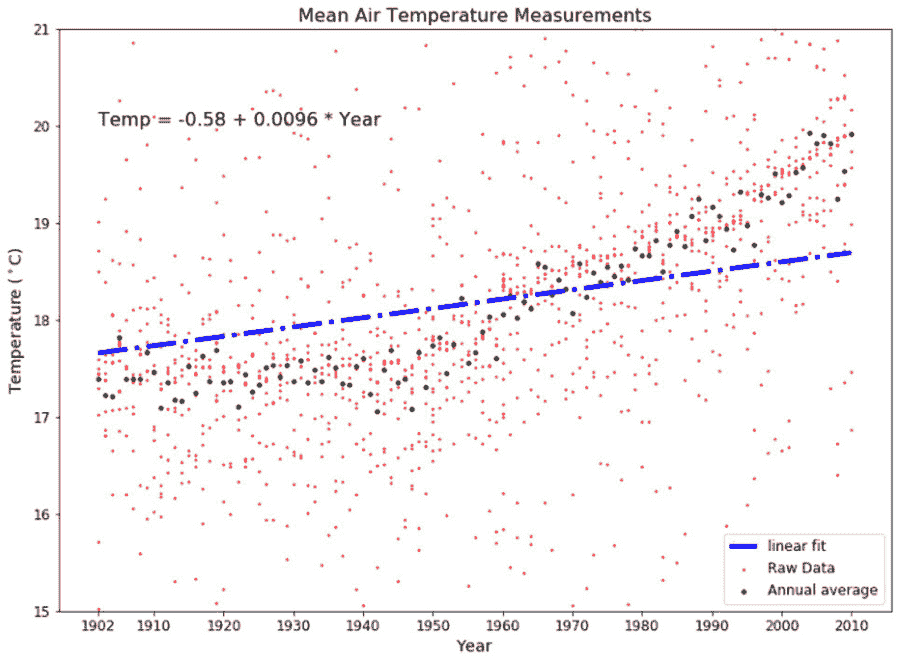 Mean Air Temperature Measurements
Temp = -0.58 + 0.0096 * Year
Temperature (°C)
21
20
19
18
17
16
15
linear fit
Raw Data
Annual average
1902 1910 1920 1930 1940 1950 1960 1970 1980 1990 2000 2010
Year